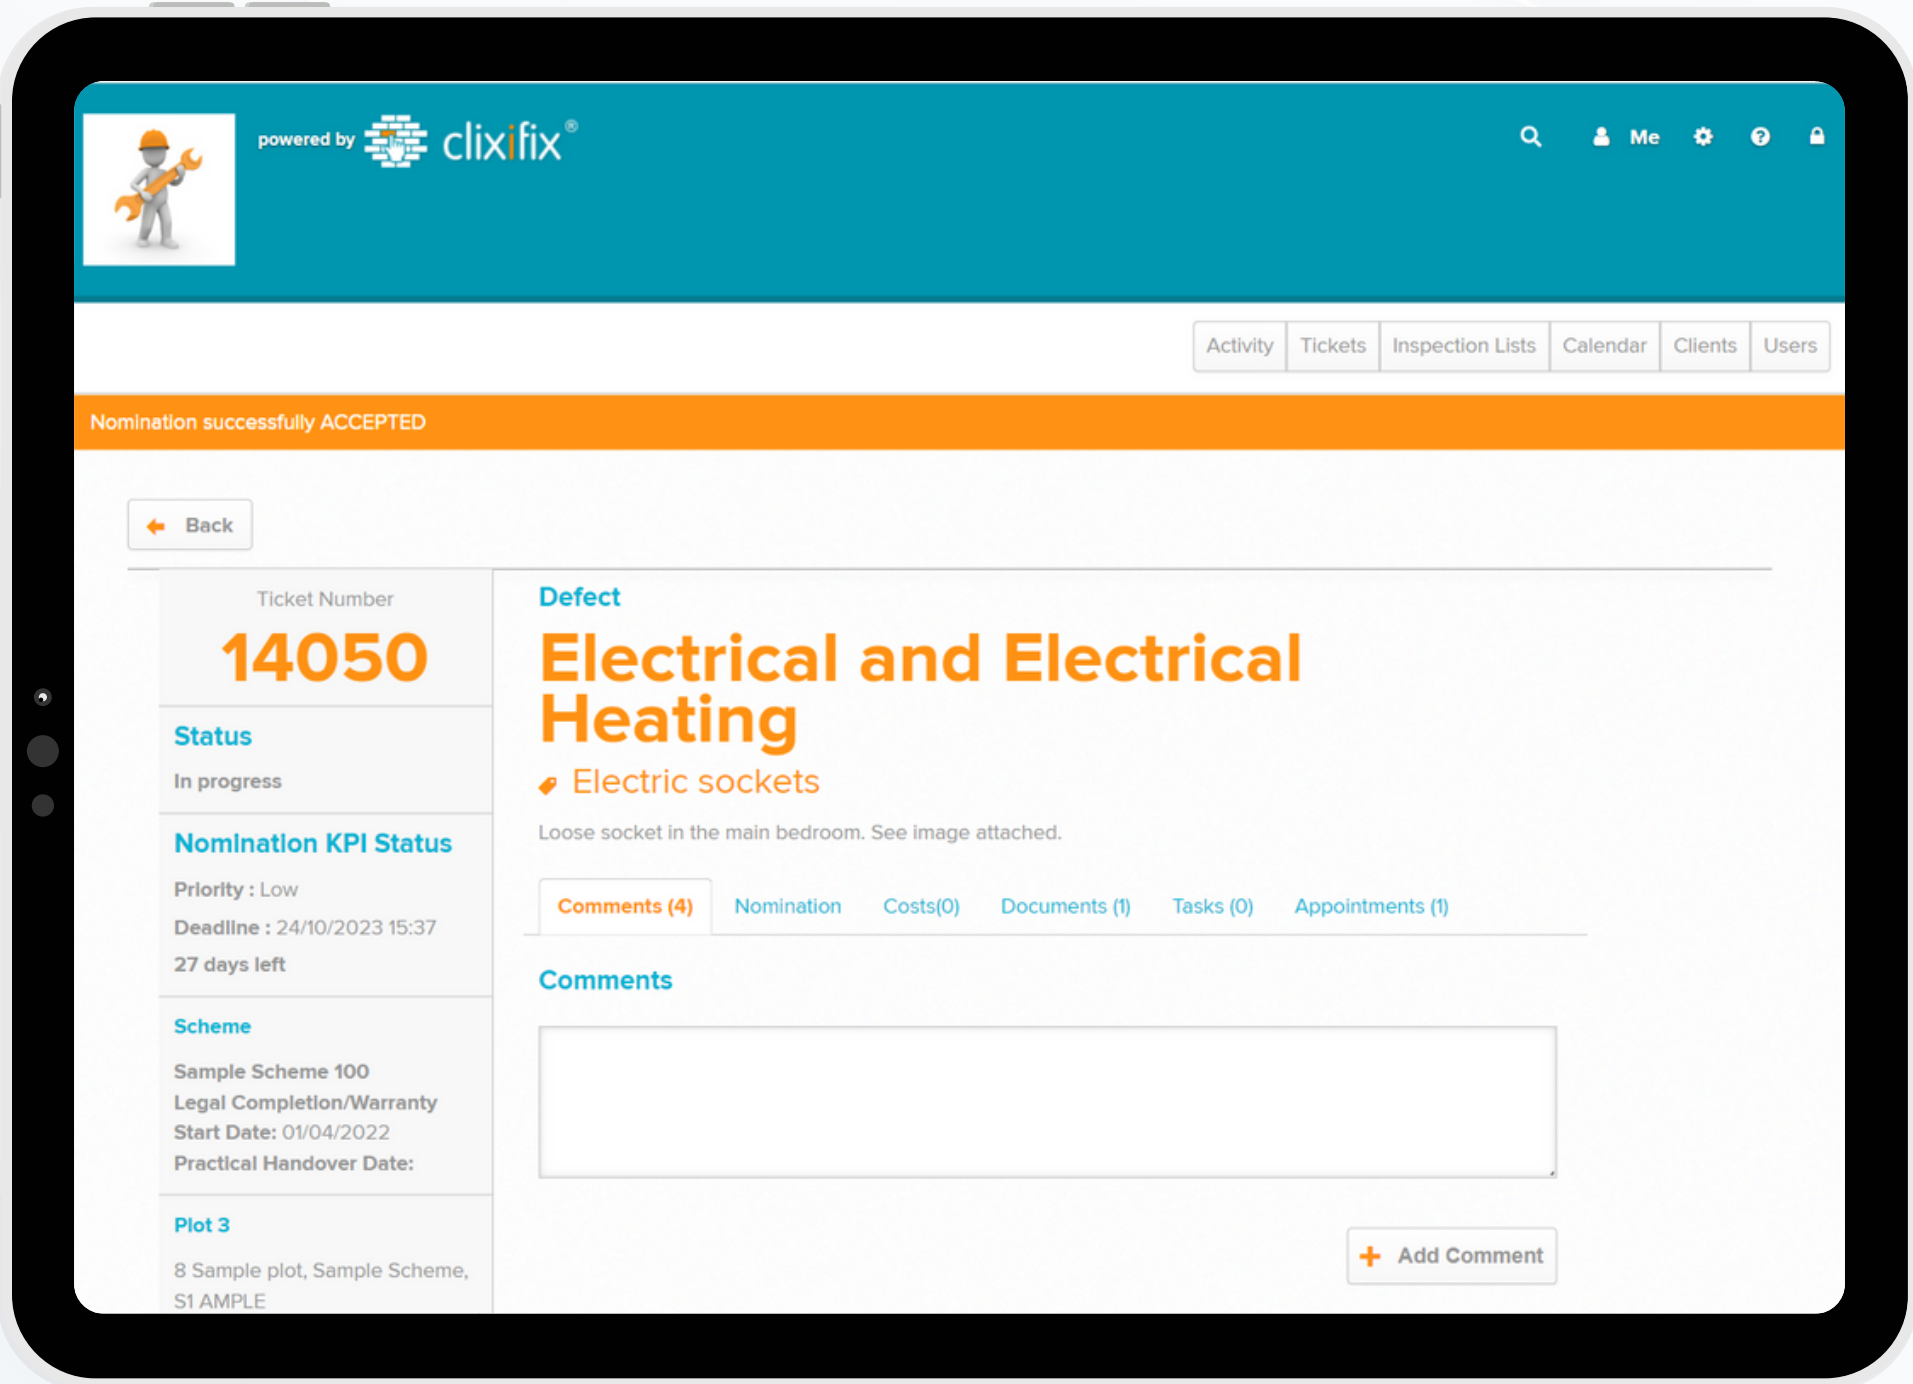 powered by clixifix®
Me
Activity Tickets Inspection Lists Calendar Clients Users
Nomination successfully ACCEPTED
Back
Ticket Number
14050
Status
In progress
Nomination KPI Status
Priority : Low
Deadline : 24/10/2023 15:37
27 days left
Scheme
Sample Scheme 100
Legal Completion/Warranty
Start Date: 01/04/2022
Practical Handover Date:
Plot 3
8 Sample plot, Sample Scheme,
S1 AMPLE
Defect
Electrical and Electrical
Heating
Electric sockets
Loose socket in the main bedroom. See image attached.
Comments (4) Nomination Costs(0) Documents (1) Tasks (0) Appointments (1)
Comments
Add Comment